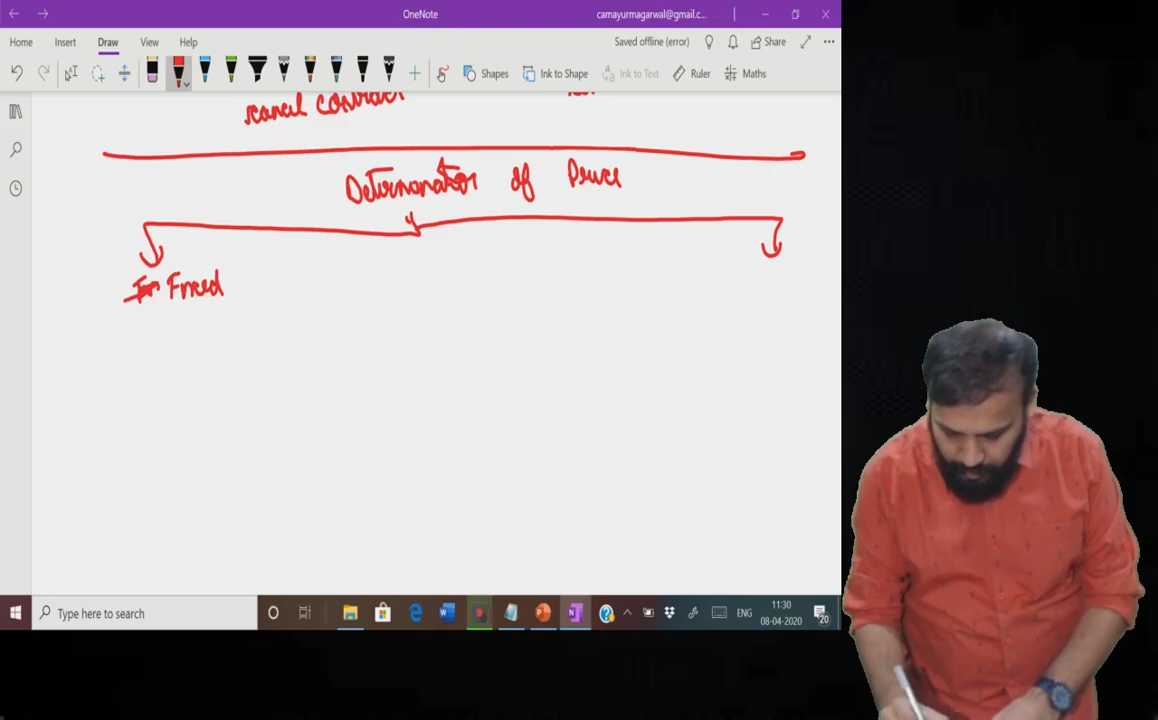 OneNote
camayurmagarwal@gmail.c...
Home Insert Draw View Help
Saved offline (error) Share
Shapes Ink to Shape Ink to Text Ruler Maths
Determination of Price
Fixed
Type here to search
ENG
11:30
08-04-2020
20